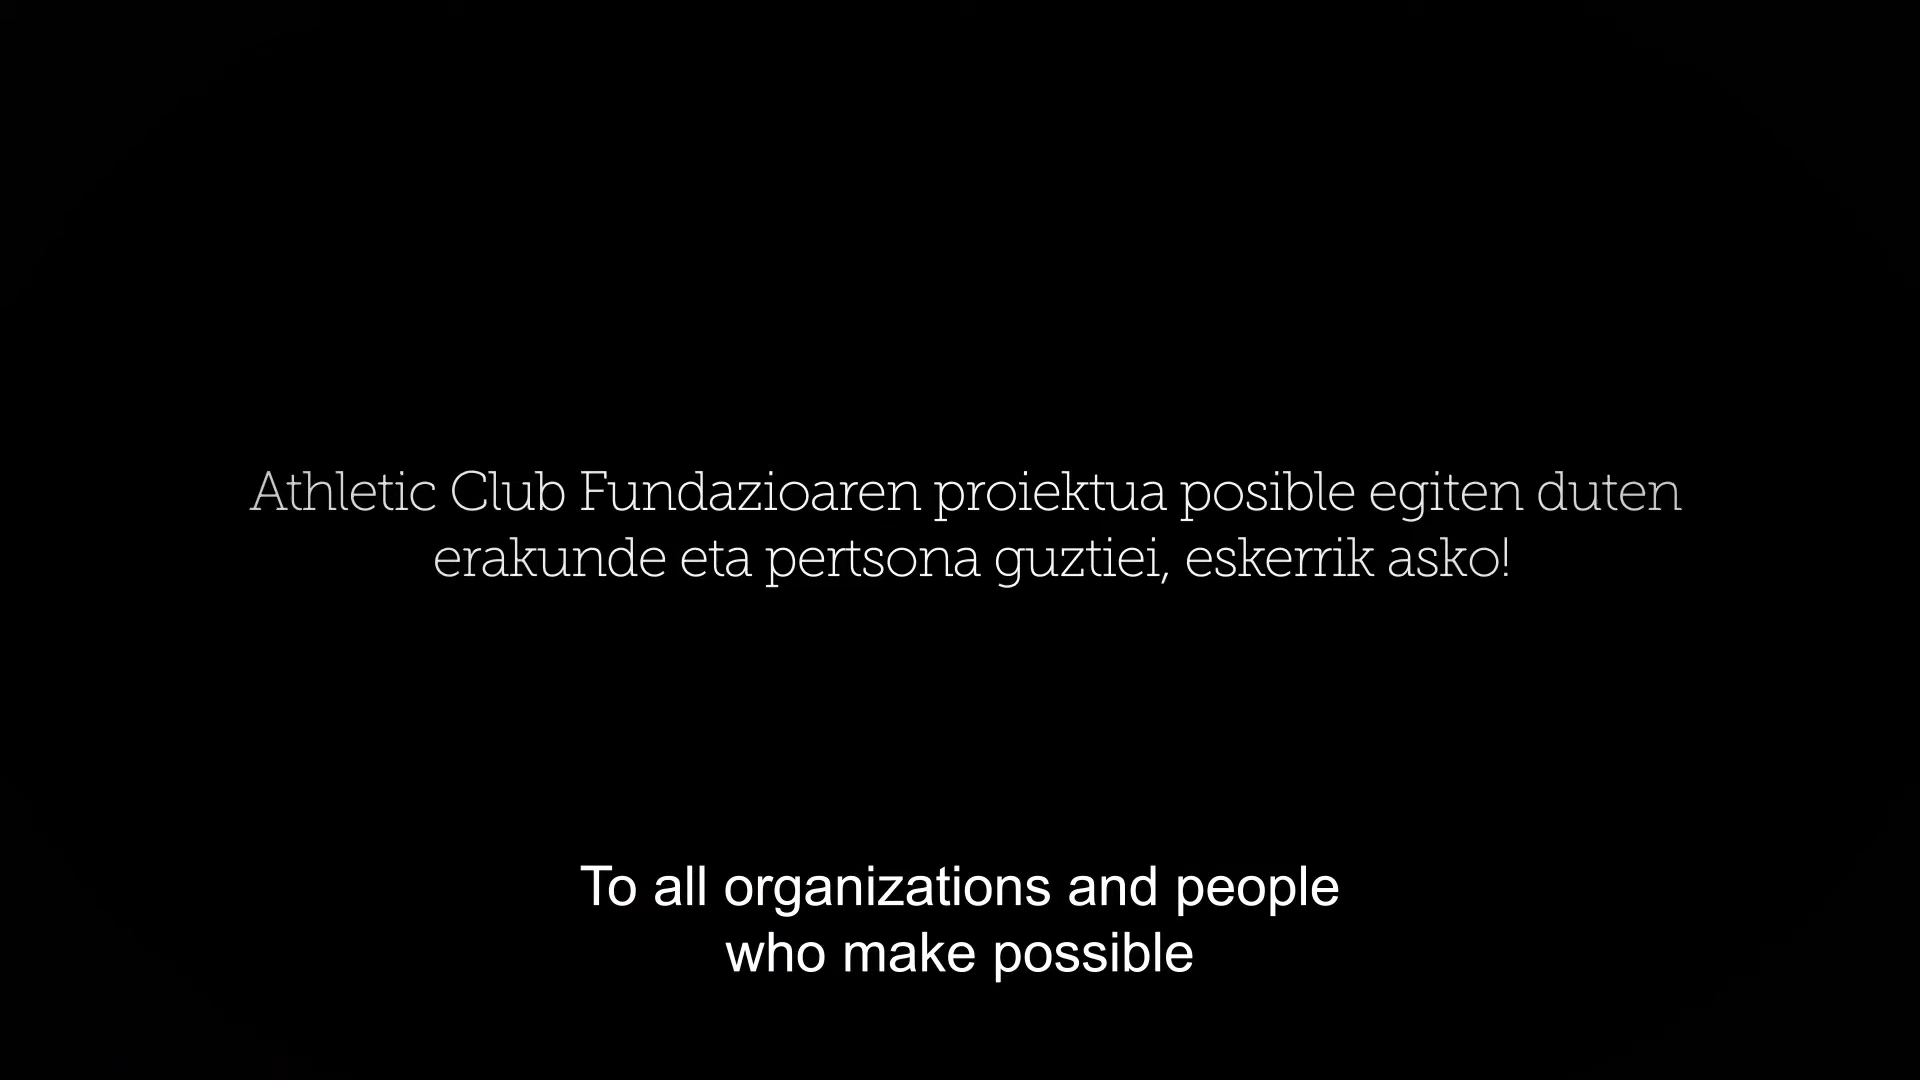 Athletic Club Fundazioaren proiektua posible egiten duten
erakunde eta pertsona guztiei, eskerrik asko!
To all organizations and people
who make possible